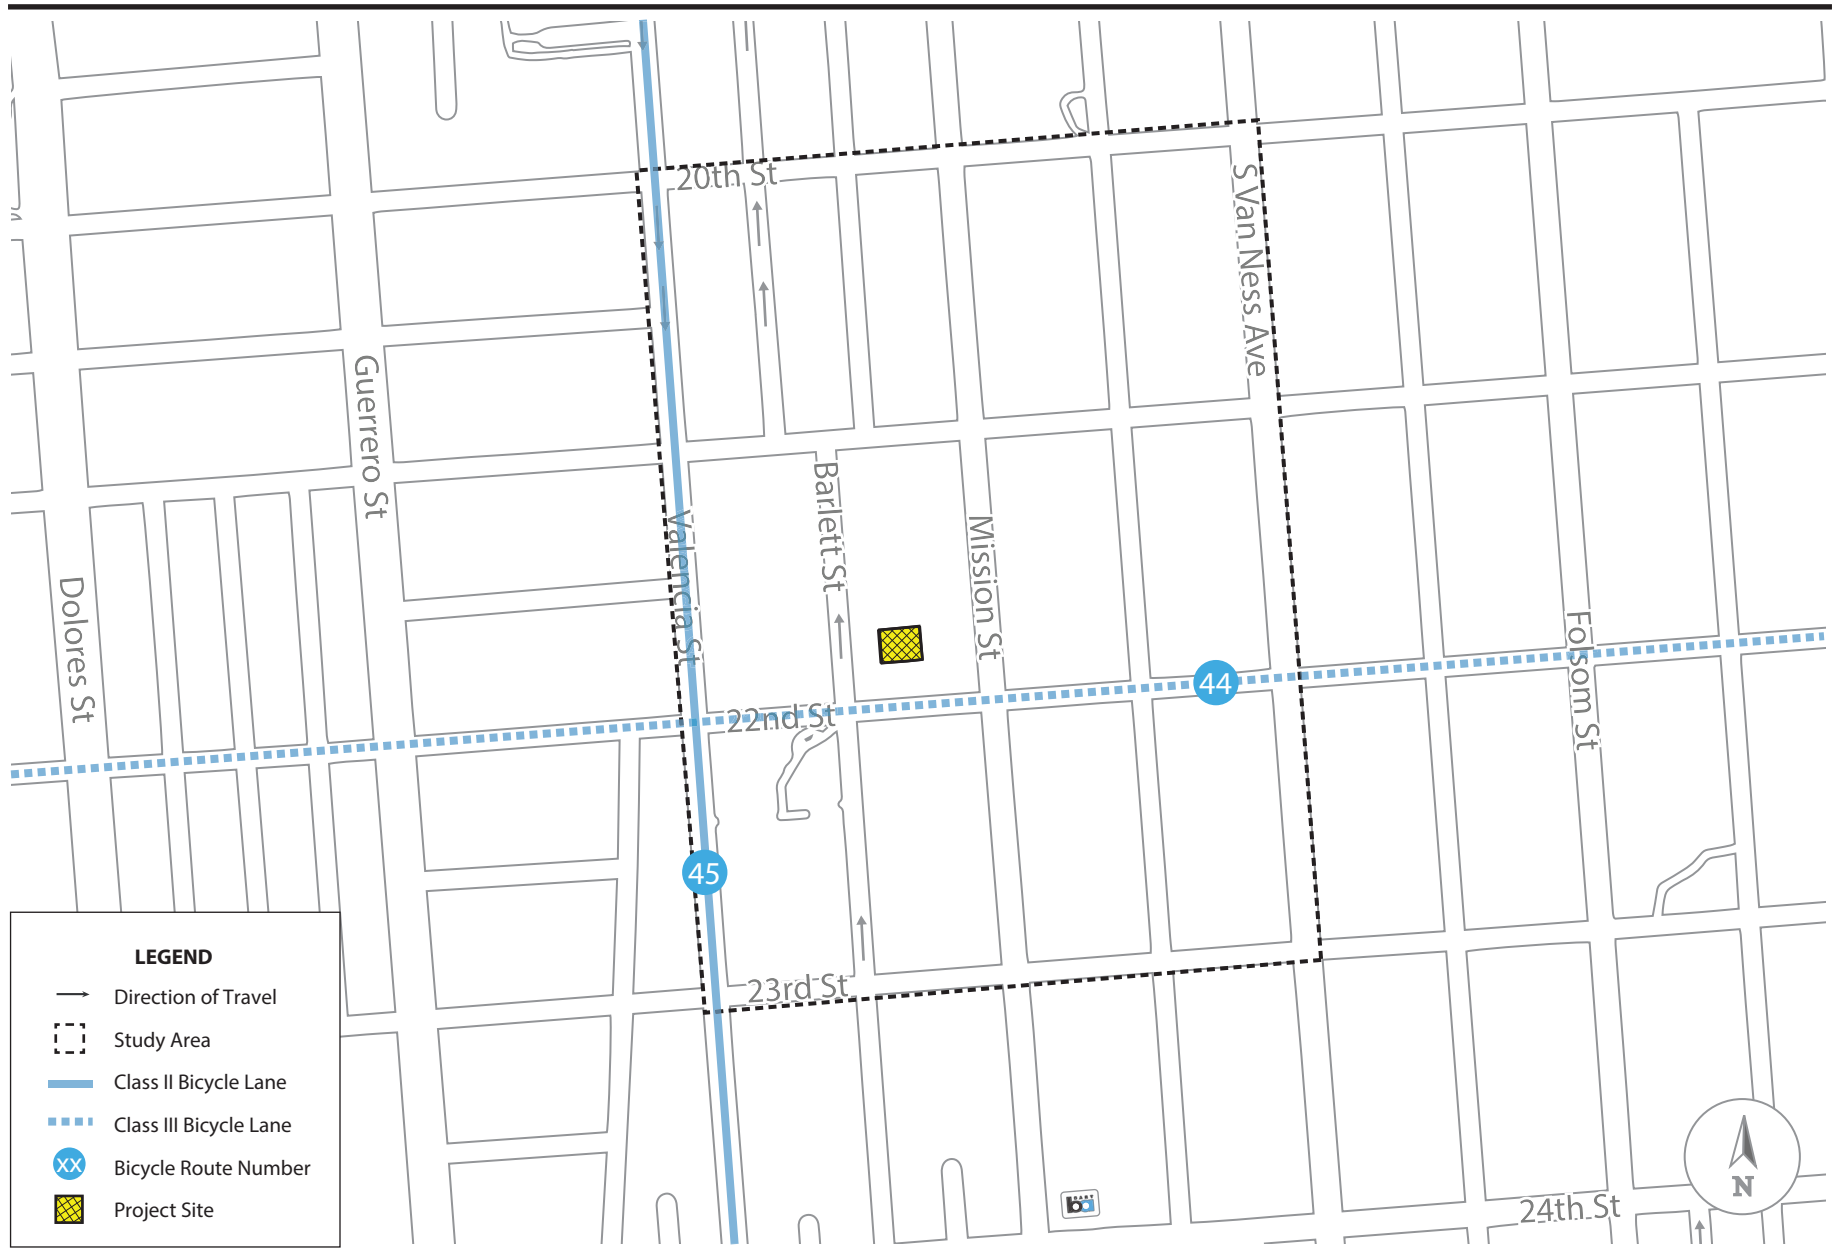 20th St
S Van Ness Ave
Guerrero St
Barlett St
Valencia St
Mission St
Dolores St
Folsom St
44
22nd St
45
23rd St
LEGEND
Direction of Travel
Study Area
Class II Bicycle Lane
Class III Bicycle Lane
XX Bicycle Route Number
Project Site
BART
ba
24th St
N